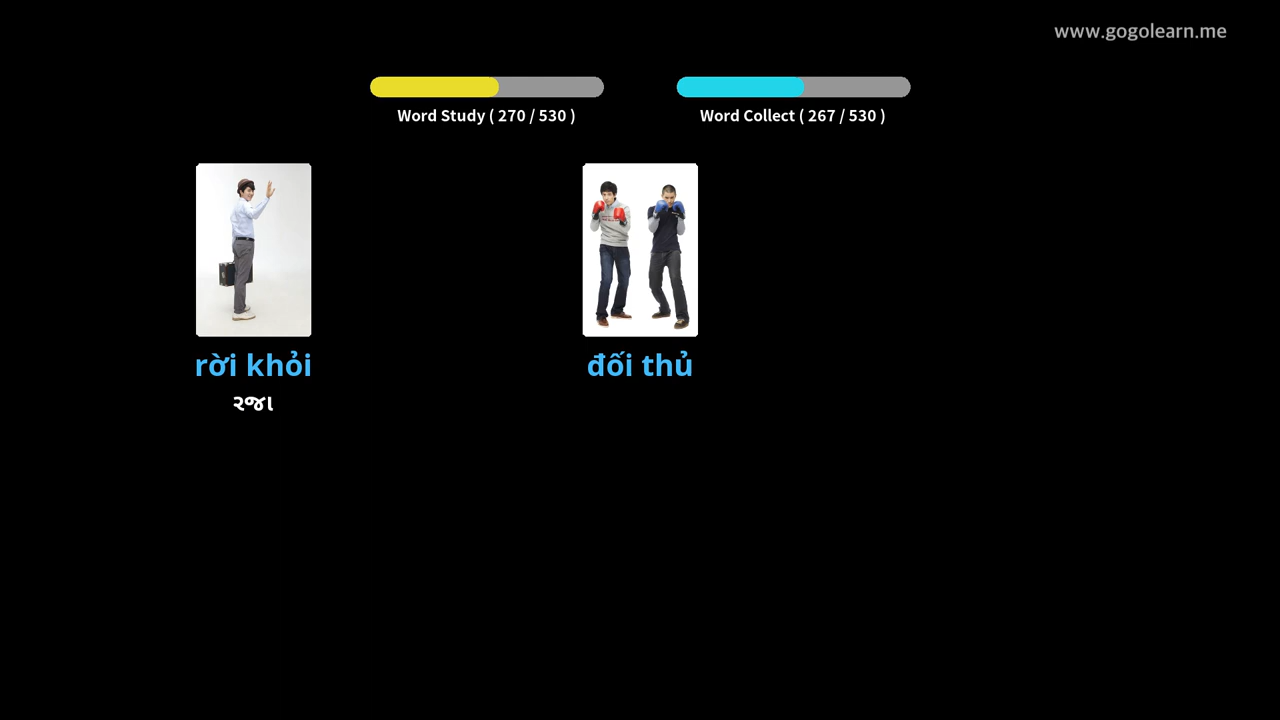 www.gogolearn.me
Word Study ( 270 / 530 )
Word Collect ( 267 / 530 )
rời khỏi
રજા
đối thủ